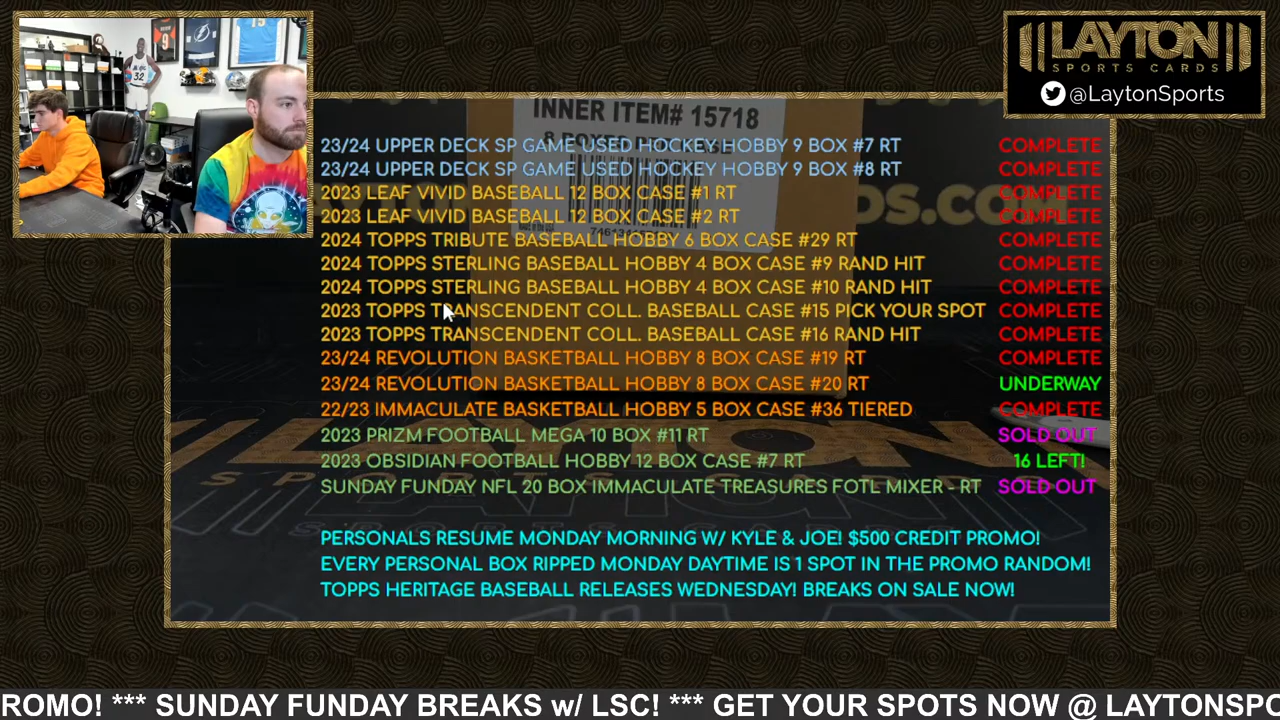 LAYTON
SPORTS CARDS
@LaytonSports
INNER ITEM# 15718
23/24 UPPER DECK SP GAME USED HOCKEY HOBBY 9 BOX #7 RT COMPLETE
23/24 UPPER DECK SP GAME USED HOCKEY HOBBY 9 BOX #8 RT COMPLETE
2023 LEAF VIVID BASEBALL 12 BOX CASE #1 RT COMPLETE
2023 LEAF VIVID BASEBALL 12 BOX CASE #2 RT COMPLETE
2024 TOPPS TRIBUTE BASEBALL HOBBY 6 BOX CASE #29 RT COMPLETE
2024 TOPPS STERLING BASEBALL HOBBY 4 BOX CASE #9 RAND HIT COMPLETE
2024 TOPPS STERLING BASEBALL HOBBY 4 BOX CASE #10 RAND HIT COMPLETE
2023 TOPPS TRANSCENDENT COLL. BASEBALL CASE #15 PICK YOUR SPOT COMPLETE
2023 TOPPS TRANSCENDENT COLL. BASEBALL CASE #16 RAND HIT COMPLETE
23/24 REVOLUTION BASKETBALL HOBBY 8 BOX CASE #19 RT COMPLETE
23/24 REVOLUTION BASKETBALL HOBBY 8 BOX CASE #20 RT UNDERWAY
22/23 IMMACULATE BASKETBALL HOBBY 5 BOX CASE #36 TIERED COMPLETE
2023 PRIZM FOOTBALL MEGA 10 BOX #11 RT SOLD OUT
2023 OBSIDIAN FOOTBALL HOBBY 12 BOX CASE #7 RT 16 LEFT!
SUNDAY FUNDAY NFL 20 BOX IMMACULATE TREASURES FOTL MIXER - RT SOLD OUT
PERSONALS RESUME MONDAY MORNING W/ KYLE & JOE! $500 CREDIT PROMO!
EVERY PERSONAL BOX RIPPED MONDAY DAYTIME IS 1 SPOT IN THE PROMO RANDOM!
TOPPS HERITAGE BASEBALL RELEASES WEDNESDAY! BREAKS ON SALE NOW!
ROMO! *** SUNDAY FUNDAY BREAKS w/ LSC! *** GET YOUR SPOTS NOW @ LAYTONSPO